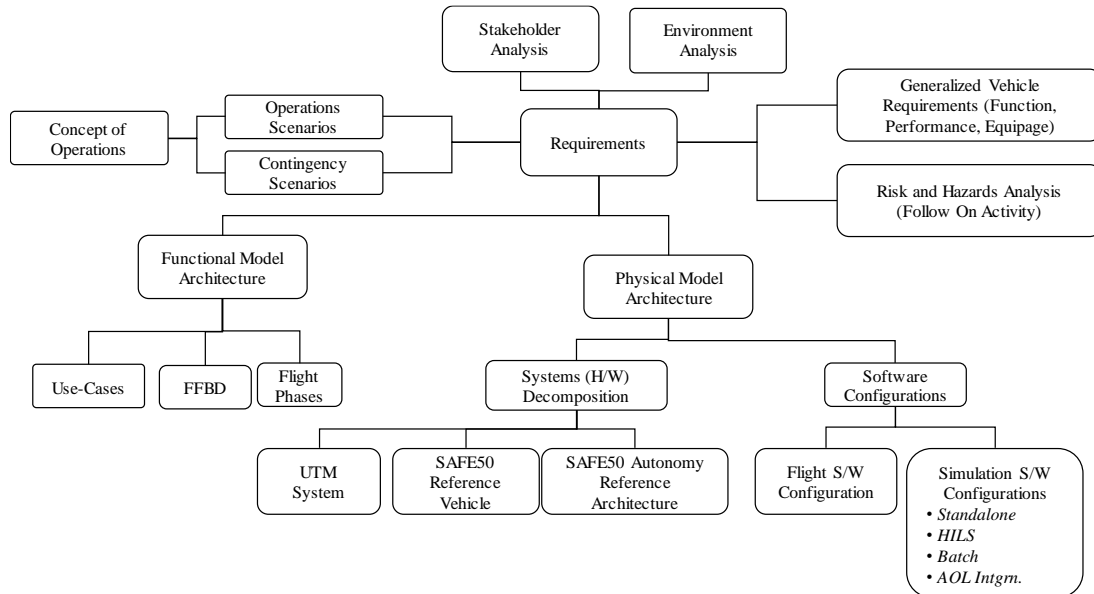 Stakeholder
Analysis
Environment
Analysis
Generalized Vehicle
Requirements (Function,
Performance, Equipage)
Operations
Scenarios
Concept of
Operations
Requirements
Contingency
Scenarios
Risk and Hazards Analysis
(Follow On Activity)
Functional Model
Architecture
Physical Model
Architecture
Use-Cases
FFBD
Flight
Phases
Systems (H/W)
Decomposition
Software
Configurations
UTM
System
SAFE50
Reference
Vehicle
SAFE50 Autonomy
Reference
Architecture
Flight S/W
Configuration
Simulation S/W
Configurations
• Standalone
• HILS
• Batch
• AOL Intgrn.